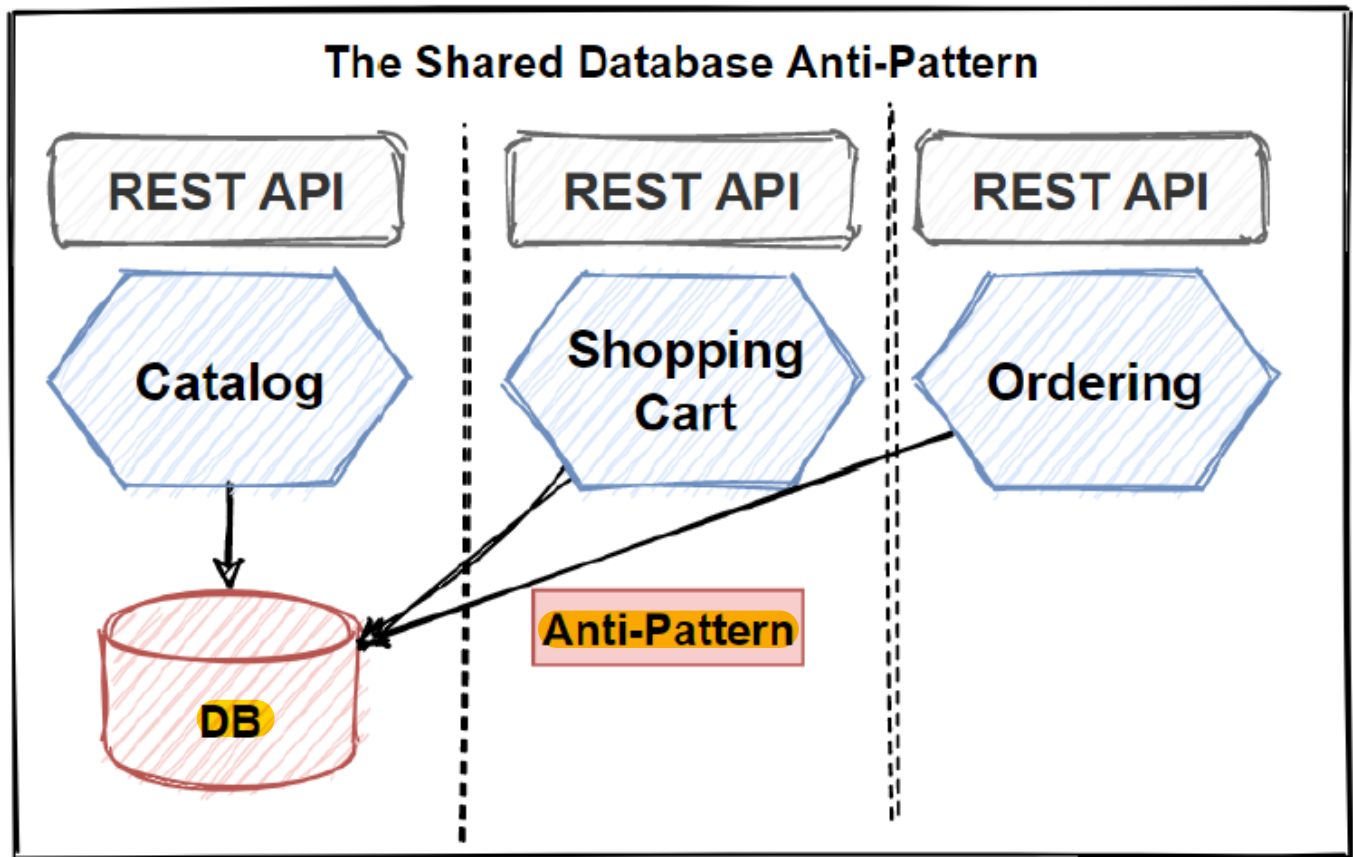 The Shared Database Anti-Pattern
REST API
REST API
REST API
Catalog
Shopping
Cart
Ordering
Anti-Pattern
DB